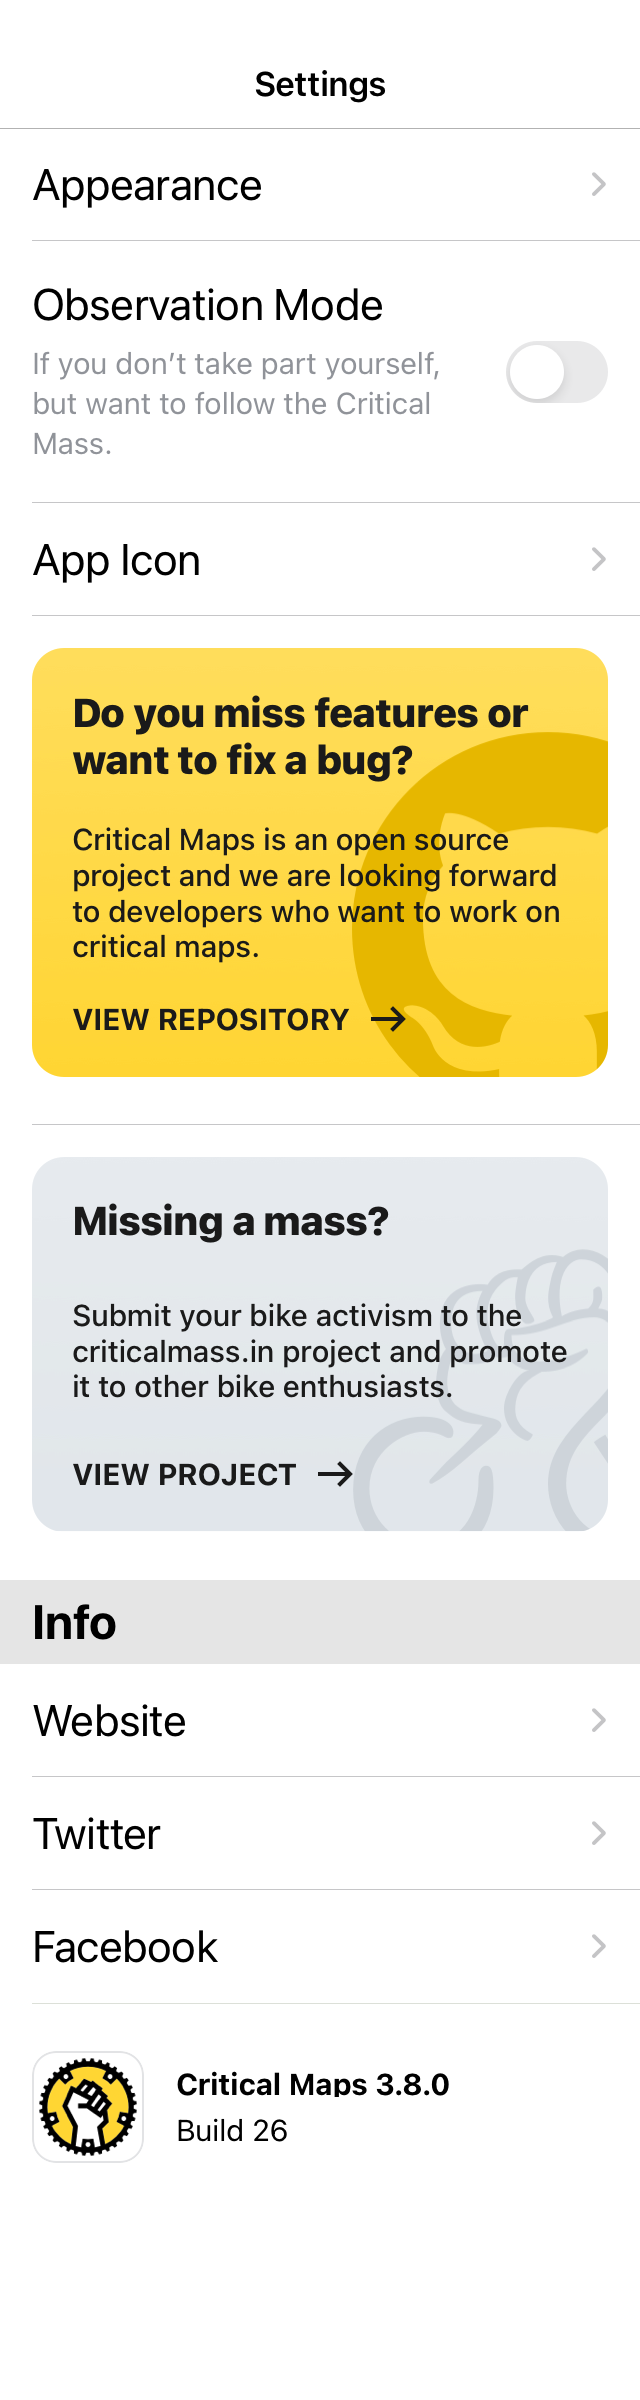 Settings
Appearance
Observation Mode
If you don’t take part yourself,
but want to follow the Critical
Mass.
App Icon
Do you miss features or
want to fix a bug?
Critical Maps is an open source
project and we are looking forward
to developers who want to work on
critical maps.
VIEW REPOSITORY
Missing a mass?
Submit your bike activism to the
criticalmass.in project and promote
it to other bike enthusiasts.
VIEW PROJECT
Info
Website
Twitter
Facebook
Critical Maps 3.8.0
Build 26